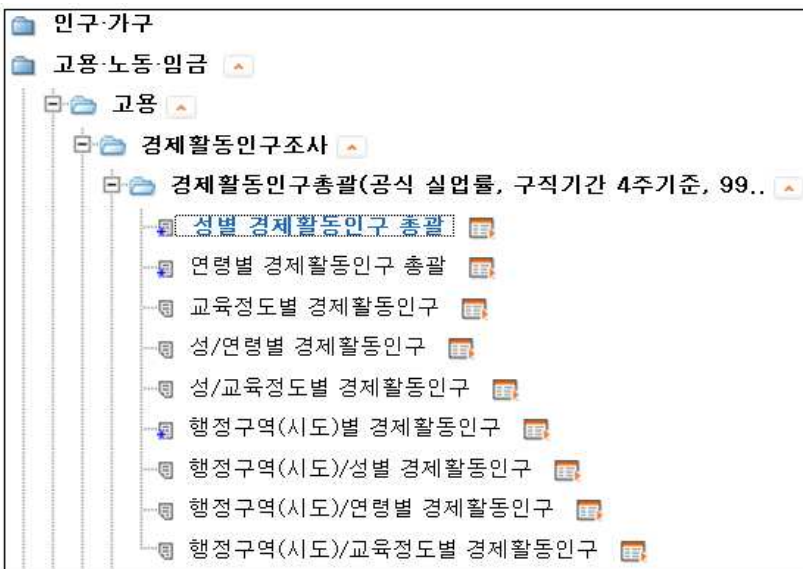 인구·가구
고용·노동·임금
고용
경제활동인구조사
경제활동인구총괄(공식 실업률, 구직기간 4주기준, 99..
성별 경제활동인구 총괄
연령별 경제활동인구 총괄
교육정도별 경제활동인구
성/연령별 경제활동인구
성/교육정도별 경제활동인구
행정구역(시도)별 경제활동인구
행정구역(시도)/성별 경제활동인구
행정구역(시도)/연령별 경제활동인구
행정구역(시도)/교육정도별 경제활동인구